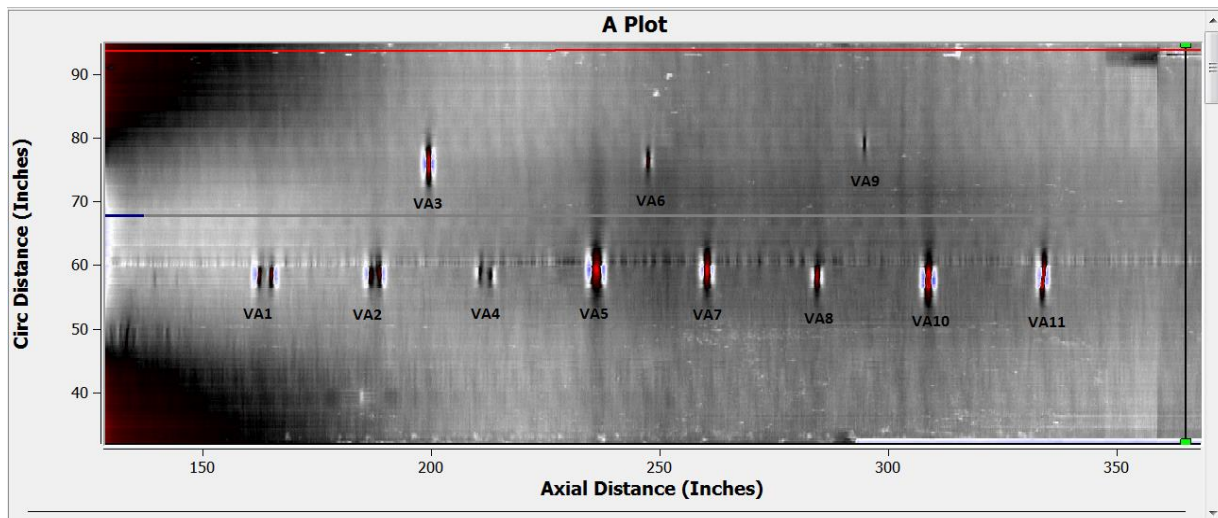 A Plot
Circ Distance (Inches)
90
80
70
60
50
40
VA3
VA6
VA9
VA1
VA2
VA4
VA5
VA7
VA8
VA10
VA11
150
200
250
300
350
Axial Distance (Inches)